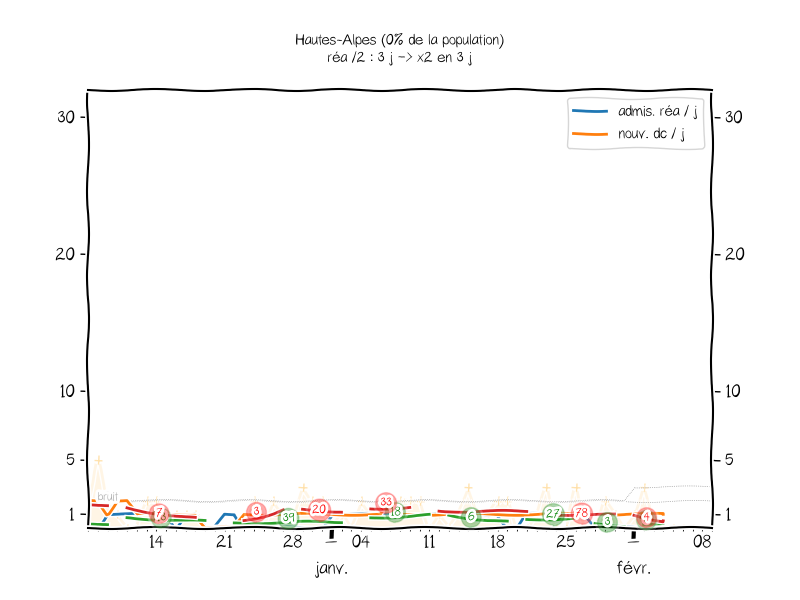 Hautes-Alpes (0% de la population)
réa /2 : 3 j -> x2 en 3 j
admis. réa / j
nouv. dc / j
30 30
20 20
10 10
5 5
bruit
1 1
7 3 39 20 33 18 6 27 78 3 4
14 21 28 04 11 18 25 08
janv. févr.